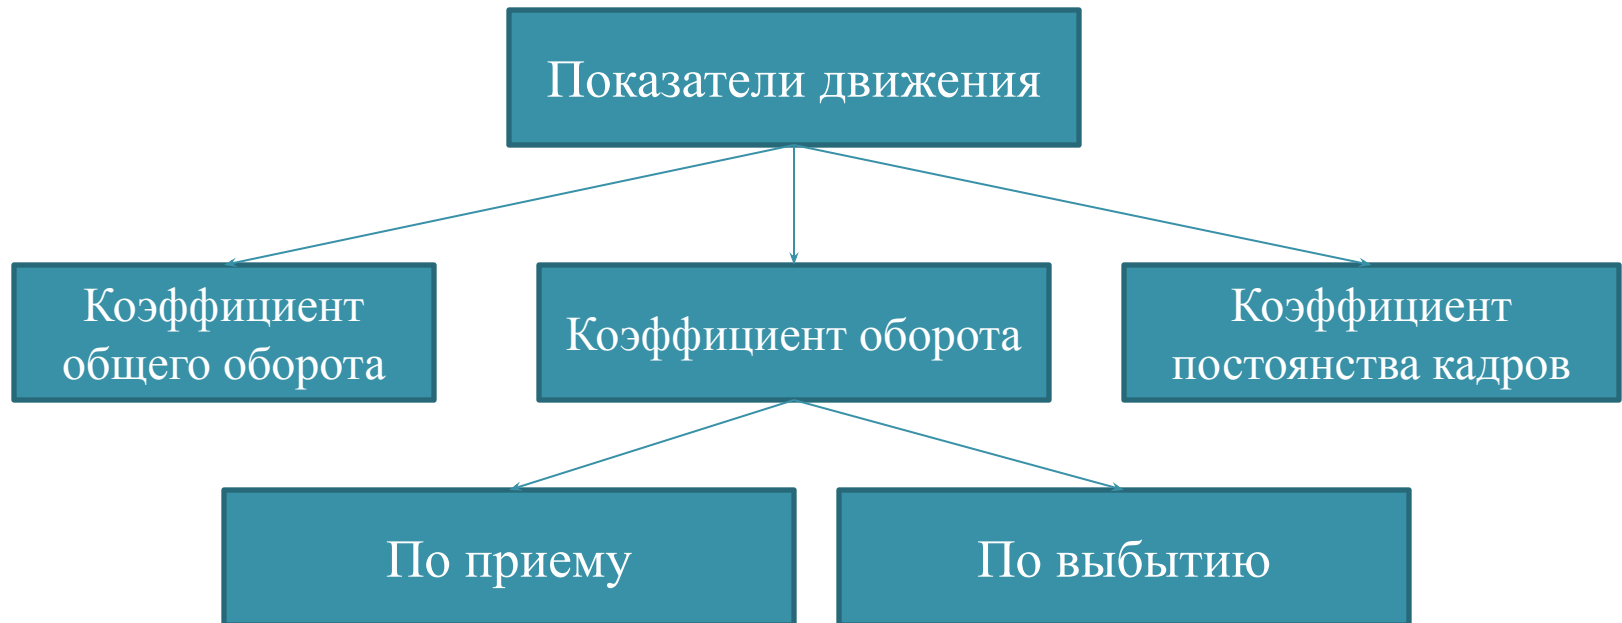 Показатели движения
Коэффициент
общего оборота
Коэффициент оборота
Коэффициент
постоянства кадров
По приему
По выбытию